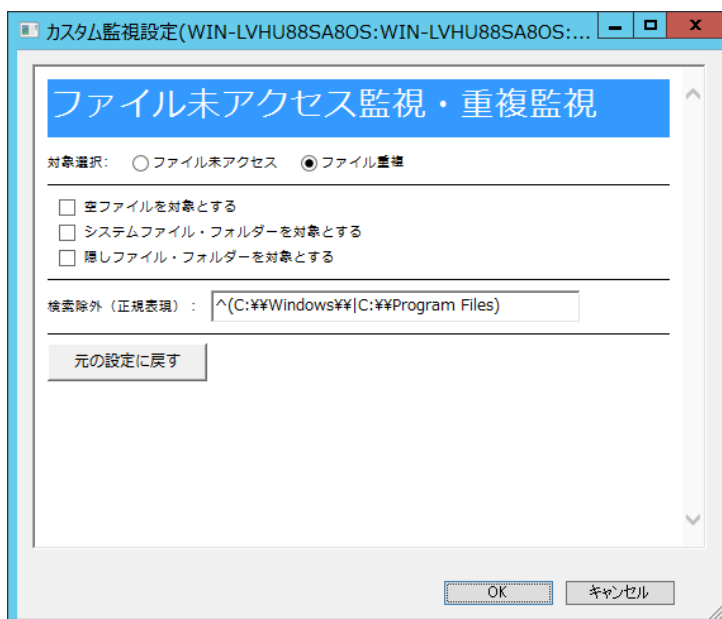 カスタム監視設定(WIN-LVHU88SA8OS:WIN-LVHU88SA8OS:...
ファイル未アクセス監視・重複監視
対象選択: ファイル未アクセス ファイル重複
空ファイルを対象とする
システムファイル・フォルダーを対象とする
隠しファイル・フォルダーを対象とする
検索除外（正規表現）: ^(C:¥¥Windows¥¥|C:¥¥Program Files)
元の設定に戻す
OK キャンセル